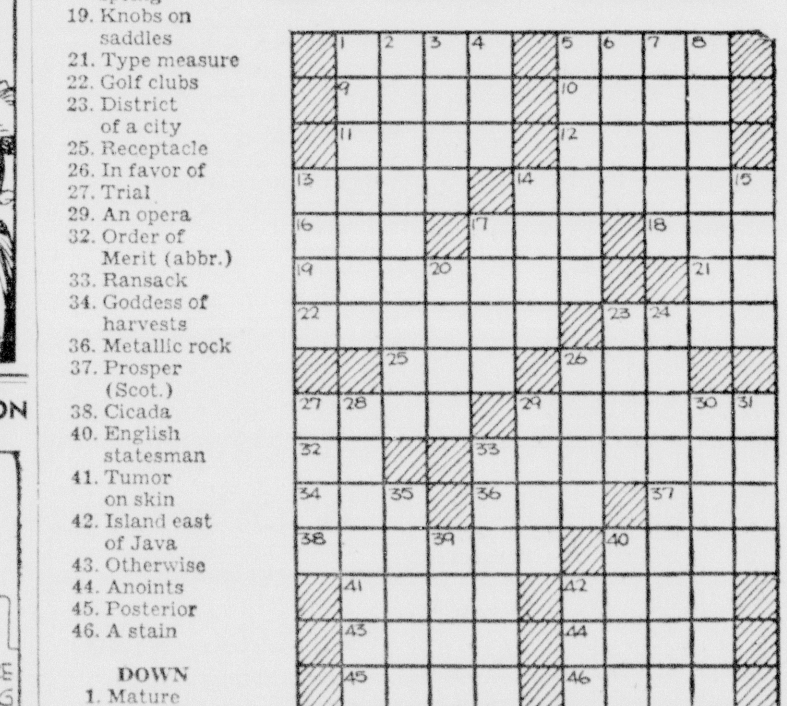 19. Knobs on
saddles
21. Type measure
22. Golf clubs
23. District
of a city
25. Receptacle
26. In favor of
27. Trial
29. An opera
32. Order of
Merit (abbr.)
33. Ransack
34. Goddess of
harvests
36. Metallic rock
37. Prosper
(Scot.)
38. Cicada
40. English
statesman
41. Tumor
on skin
42. Island east
of Java
43. Otherwise
44. Anoints
45. Posterior
46. A stain
DOWN
1. Mature
1 2 3 4 5 6 7 8
9 10
11 12
13 14 15
16 17 18
19 20 21
22 23 24
25 26
27 28 29 30 31
32 33
34 35 36 37
38 39 40
41 42
43 44
45 46
ON